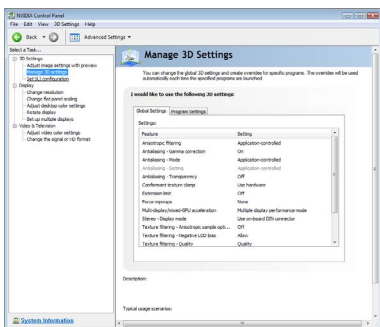 NVIDIA Control Panel
File Edit View 3D Settings Help
Back Advanced Settings
Select a Task...
3D Settings
Adjust image settings with preview
Manage 3D settings
Set SLI configuration
Display
Change resolution
Change flat panel scaling
Adjust desktop color settings
Rotate display
Set up multiple displays
Video & Television
Adjust video color settings
Change the signal or HD format
System Information
Manage 3D Settings
You can change the global 3D settings and create overrides for specific programs. The overrides will be used
automatically each time the specified programs are launched.
I would like to use the following 3D settings:
Global Settings Program Settings
Settings:
Feature Setting
Anisotropic filtering Application-controlled
Antialiasing - Gamma correction On
Antialiasing - Mode Application-controlled
Antialiasing - Setting Application-controlled
Antialiasing - Transparency Off
Conformant texture clamp Use hardware
Extension limit Off
Force mipmaps None
Multi-display/mixed-GPU acceleration Multiple display performance mode
Stereo - Display mode Use on-board DIN connector
Texture filtering - Anisotropic sample opti... Off
Texture filtering - Negative LOD bias Allow
Texture filtering - Quality Quality
Description:
Typical usage scenarios: